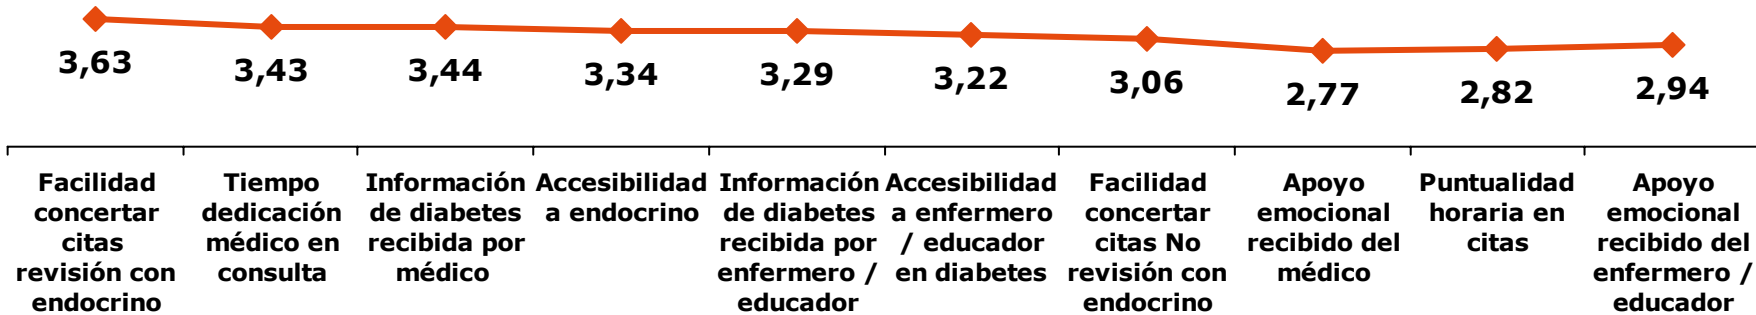 3,63
3,43
3,44
3,34
3,29
3,22
3,06
2,77
2,82
2,94
Facilidad
concertar
citas
revisión con
endocrino
Tiempo
dedicación
médico en
consulta
Información
de diabetes
recibida por
médico
Accesibilidad
a endocrino
Información
de diabetes
recibida por
enfermero /
educador
Accesibilidad
a enfermero
/ educador
en diabetes
Facilidad
concertar
citas No
revisión con
endocrino
Apoyo
emocional
recibido del
médico
Puntualidad
horaria en
citas
Apoyo
emocional
recibido del
enfermero /
educador